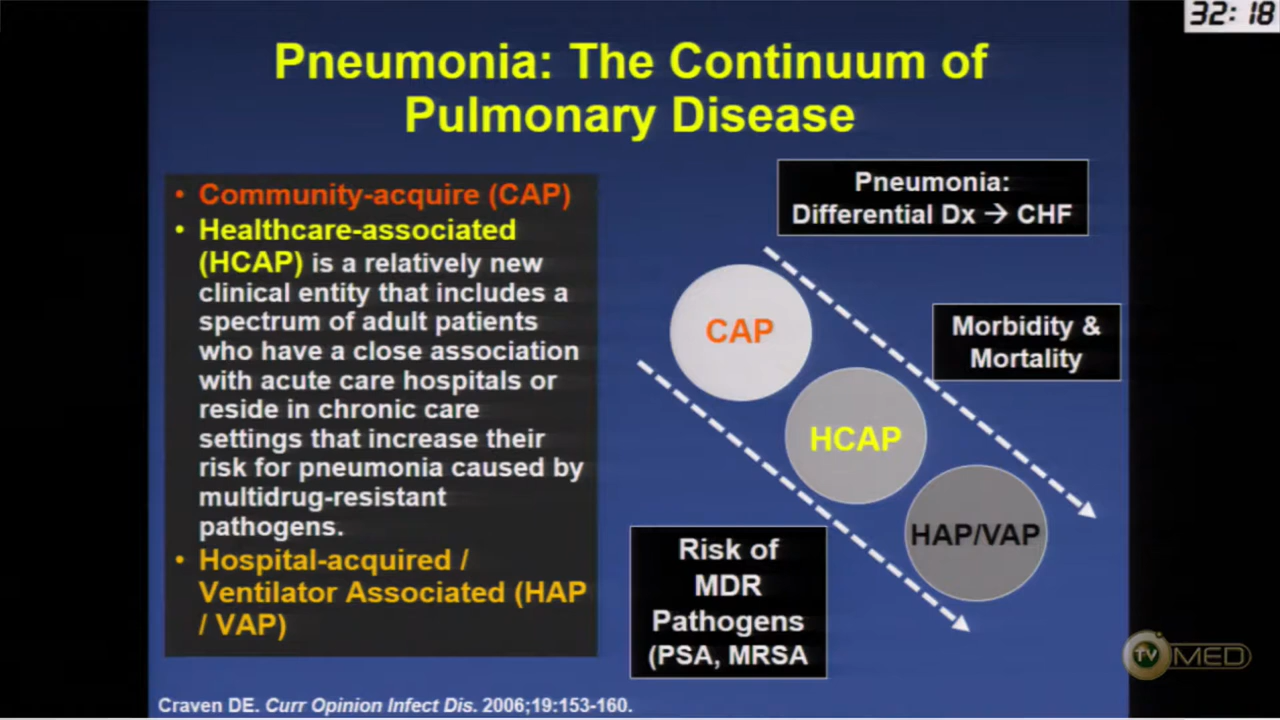 32:18
Pneumonia: The Continuum of
Pulmonary Disease
• Community-acquire (CAP)
• Healthcare-associated
(HCAP) is a relatively new
clinical entity that includes a
spectrum of adult patients
who have a close association
with acute care hospitals or
reside in chronic care
settings that increase their
risk for pneumonia caused by
multidrug-resistant
pathogens.
• Hospital-acquired /
Ventilator Associated (HAP
/ VAP)
Pneumonia:
Differential Dx → CHF
CAP
Morbidity &
Mortality
HCAP
HAP/VAP
Risk of
MDR
Pathogens
(PSA, MRSA
TV MED
Craven DE. Curr Opinion Infect Dis. 2006;19:153-160.